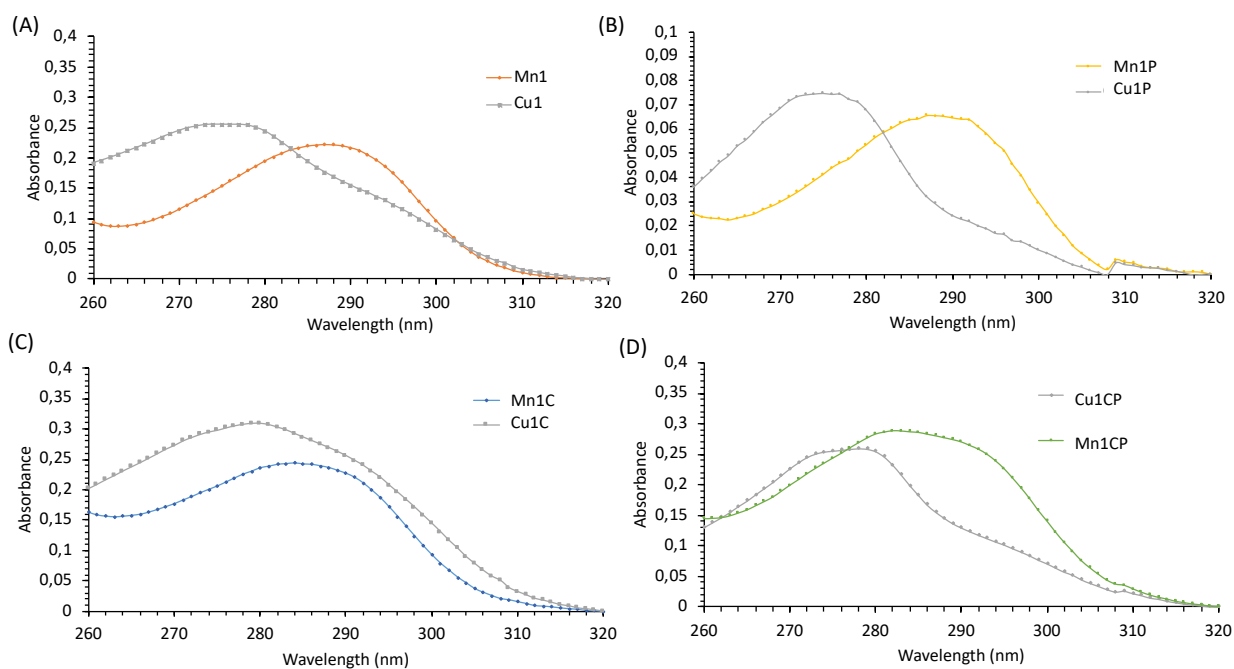 (A)
0,4
0,35
0,3
0,25
0,2
0,15
0,1
0,05
0
Absorbance
Mn1
Cu1
260 270 280 290 300 310 320
Wavelength (nm)
(B)
0,1
0,09
0,08
0,07
0,06
0,05
0,04
0,03
0,02
0,01
0
Absorbance
Mn1P
Cu1P
260 270 280 290 300 310 320
Wavelength (nm)
(C)
0,4
0,35
0,3
0,25
0,2
0,15
0,1
0,05
0
Absorbance
Mn1C
Cu1C
260 270 280 290 300 310 320
Wavelength (nm)
(D)
0,4
0,35
0,3
0,25
0,2
0,15
0,1
0,05
0
Absorbance
Cu1CP
Mn1CP
260 270 280 290 300 310 320
Wavelength (nm)